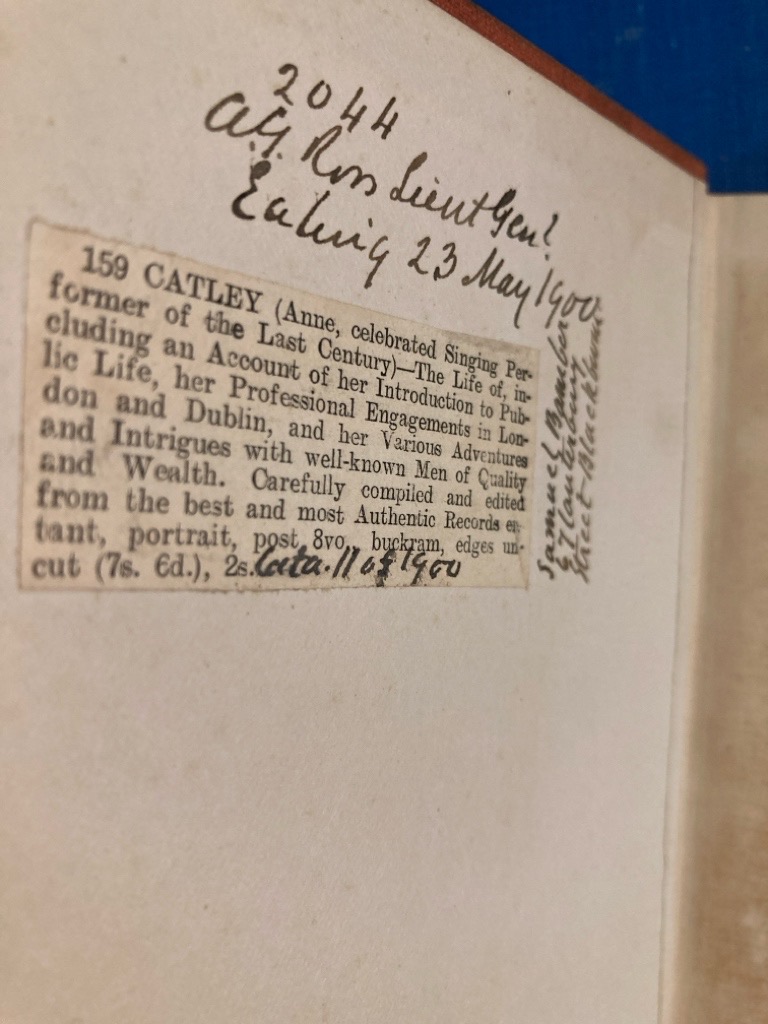 2044
A.G. Ross Lieut Genl
Ealing 23 May 1900
159 CATLEY (Anne, celebrated Singing Per-
former of the Last Century)—The Life of, in-
cluding an Account of her Introduction to Pub-
lic Life, her Professional Engagements in Lon-
don and Dublin, and her Various Adventures
and Intrigues with well-known Men of Quality
and Wealth. Carefully compiled and edited
from the best and most Authentic Records ex-
tant, portrait, post 8vo, buckram, edges un-
cut (7s. 6d.), 2s. Cata. 11 of 1900
Samuel Bamber
Street Blackburn